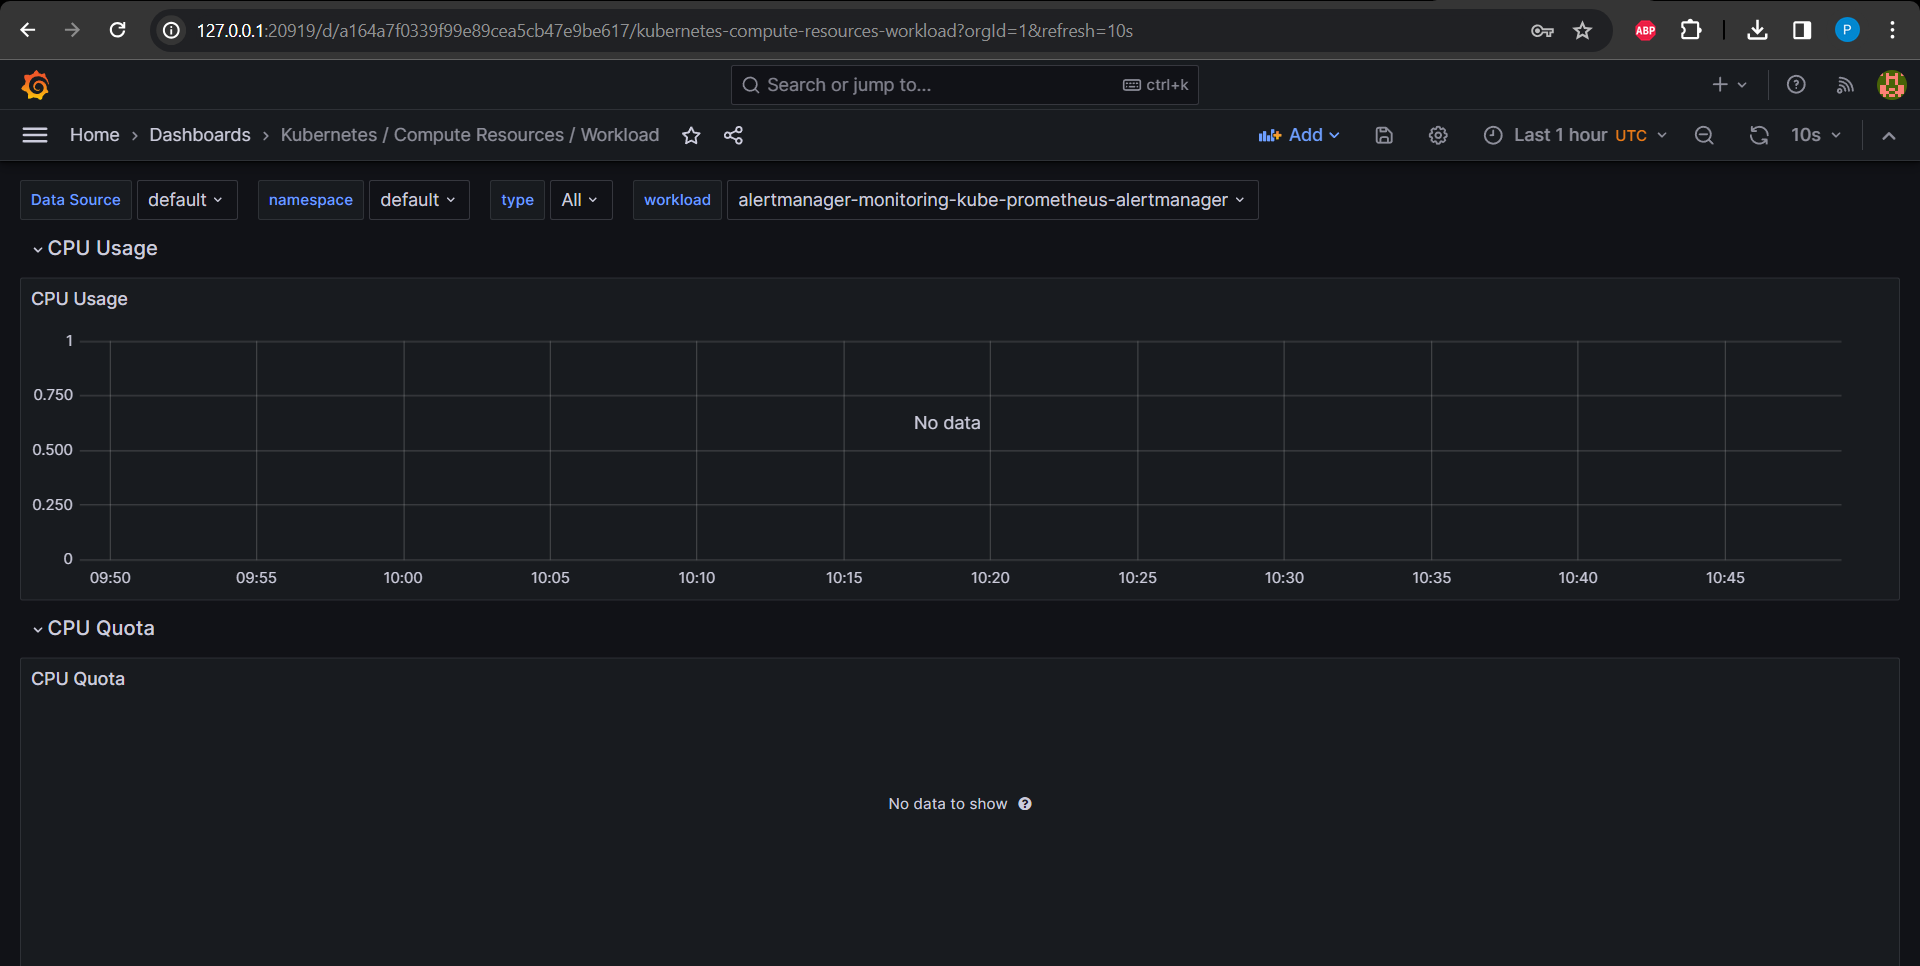 127.0.0.1:20919/d/a164a7f0339f99e89cea5cb47e9be617/kubernetes-compute-resources-workload?orgId=1&refresh=10s
ABP
P
Search or jump to...
ctrl+k
Home > Dashboards > Kubernetes / Compute Resources / Workload
Add
Last 1 hour UTC
10s
Data Source default namespace default type All workload alertmanager-monitoring-kube-prometheus-alertmanager
CPU Usage
CPU Usage
1
0.750
No data
0.500
0.250
0
09:50 09:55 10:00 10:05 10:10 10:15 10:20 10:25 10:30 10:35 10:40 10:45
CPU Quota
CPU Quota
No data to show